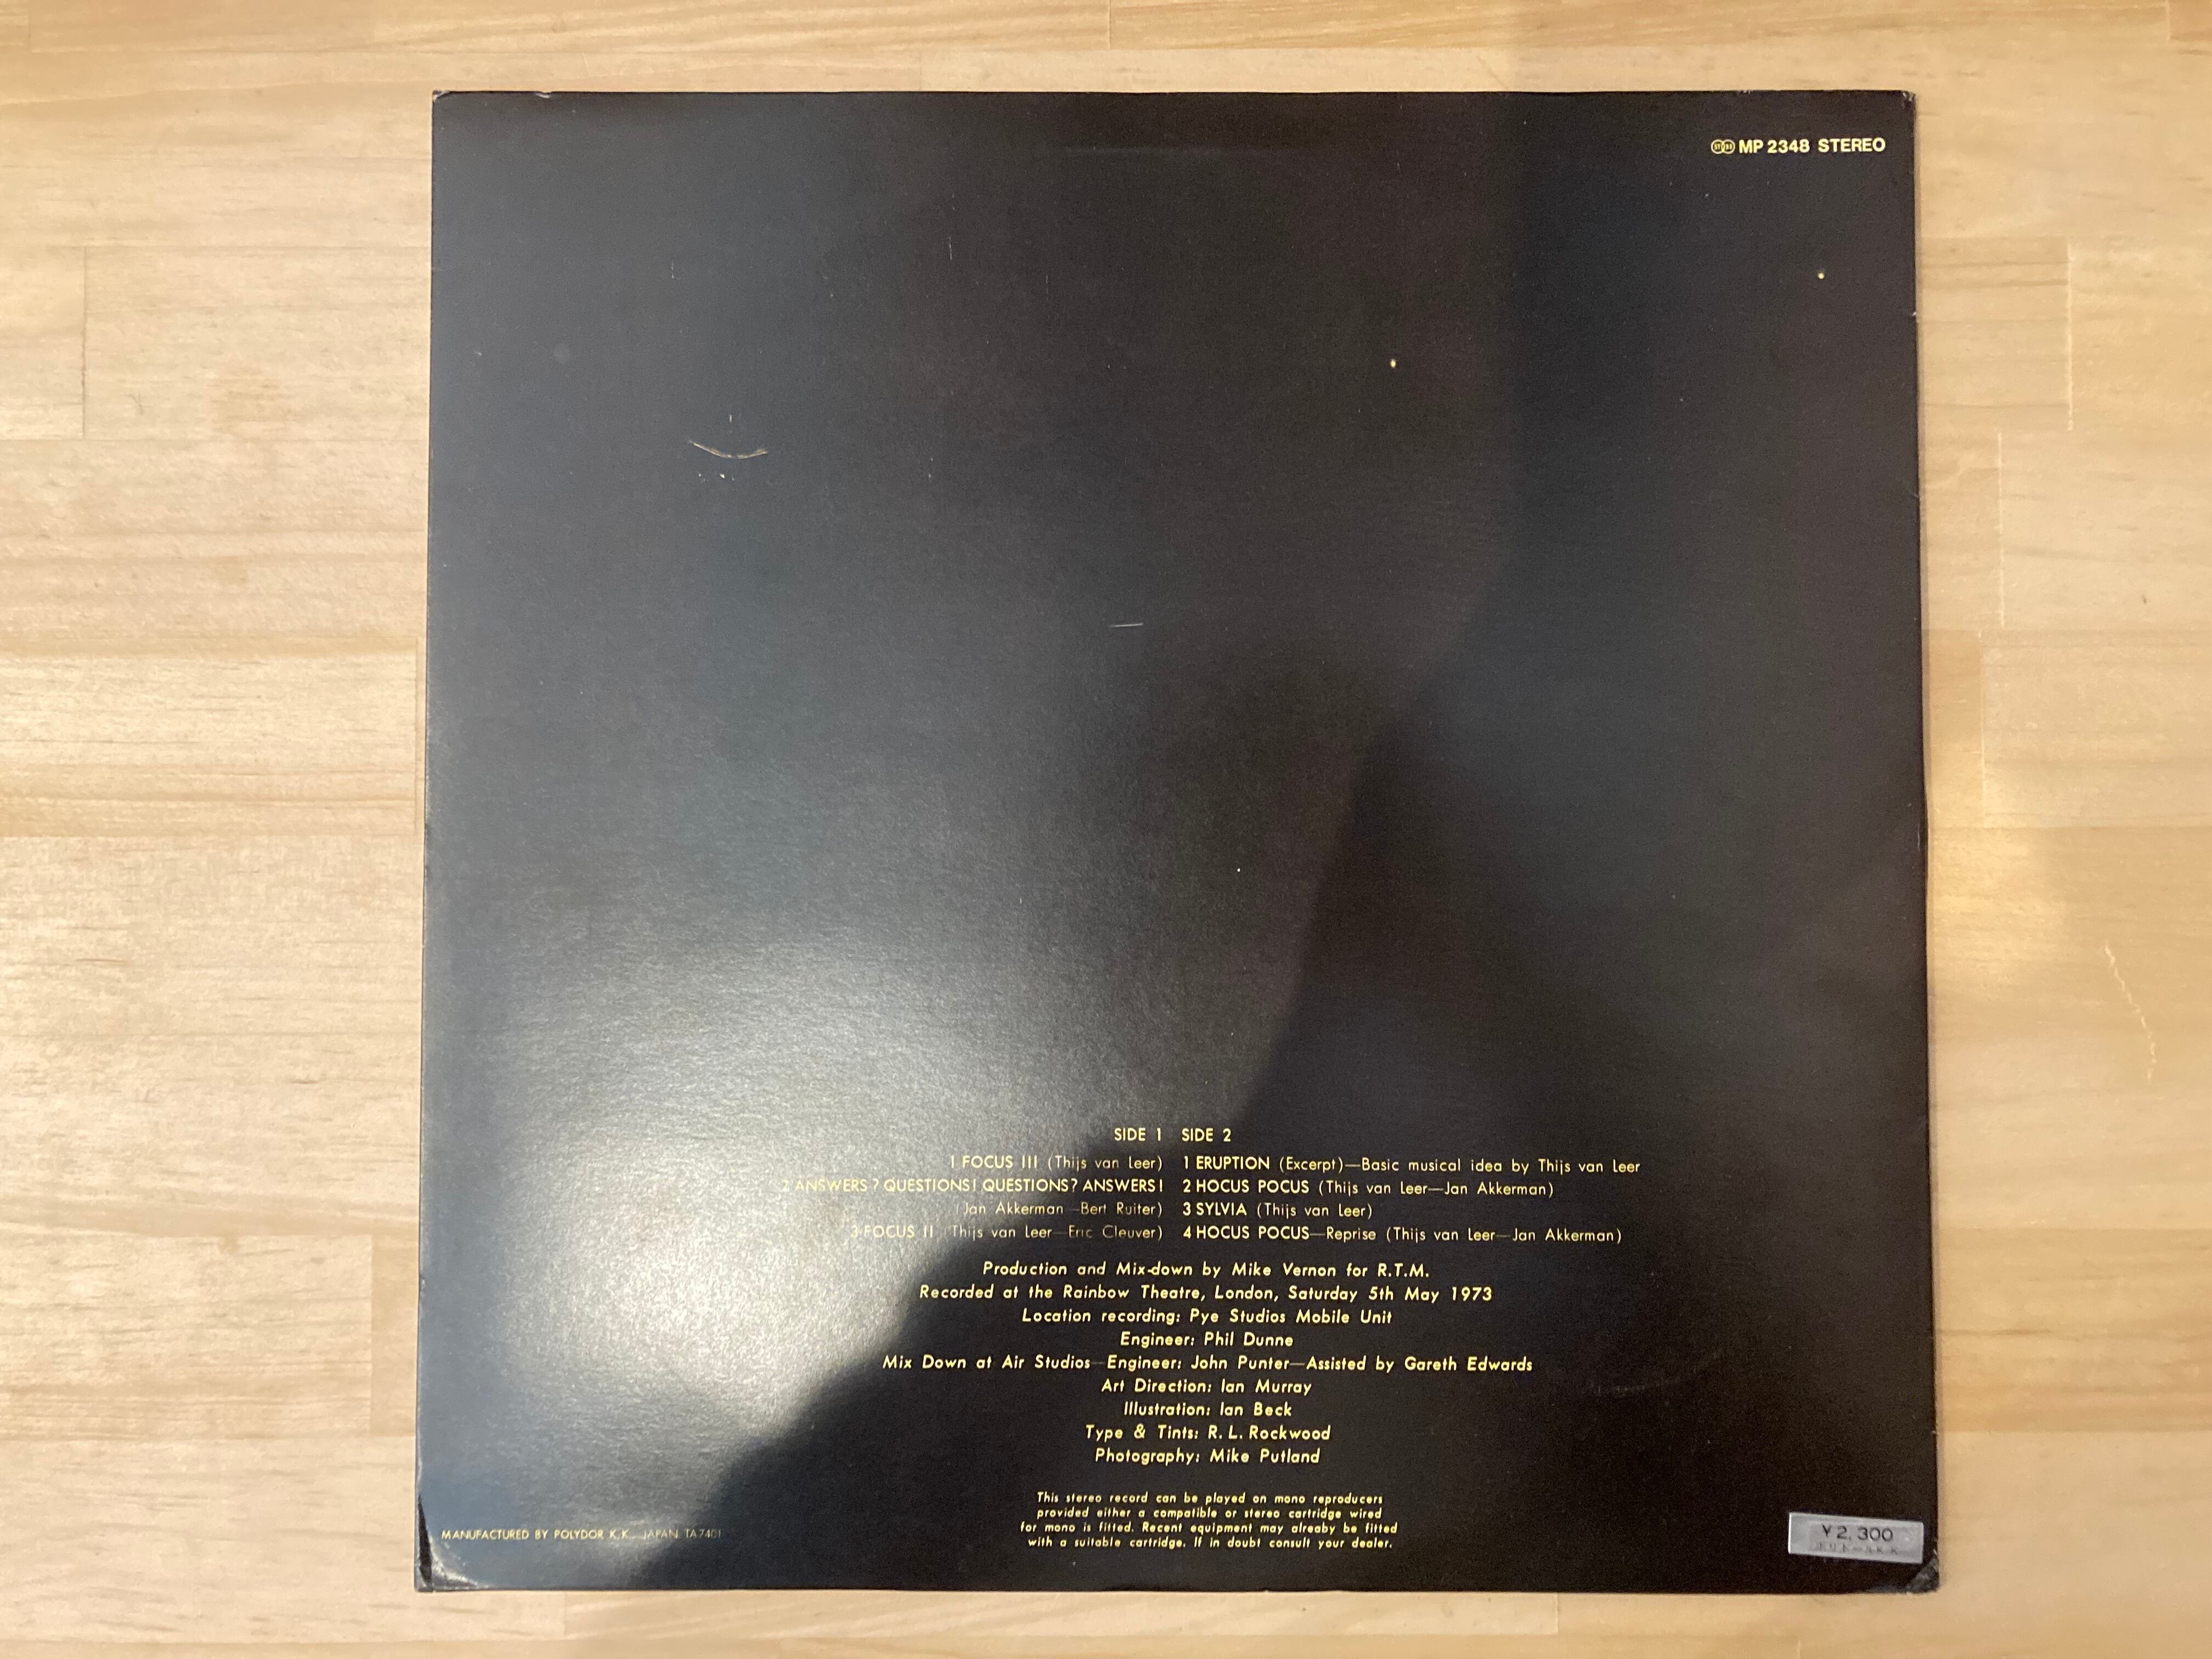 MP 2348 STEREO
SIDE 1
1 FOCUS III (Thijs van Leer)
2 ANSWERS? QUESTIONS! QUESTIONS? ANSWERS!
(Jan Akkerman—Bert Ruiter)
3 FOCUS II (Thijs van Leer—Eric Cleuver)
SIDE 2
1 ERUPTION (Excerpt)—Basic musical idea by Thijs van Leer
2 HOCUS POCUS (Thijs van Leer—Jan Akkerman)
3 SYLVIA (Thijs van Leer)
4 HOCUS POCUS—Reprise (Thijs van Leer—Jan Akkerman)
Production and Mix-down by Mike Vernon for R.T.M.
Recorded at the Rainbow Theatre, London, Saturday 5th May 1973
Location recording: Pye Studios Mobile Unit
Engineer: Phil Dunne
Mix Down at Air Studios—Engineer: John Punter—Assisted by Gareth Edwards
Art Direction: Ian Murray
Illustration: Ian Beck
Type & Tints: R. L. Rockwood
Photography: Mike Putland
This stereo record can be played on mono reproducers
provided either a compatible or stereo cartridge wired
for mono is fitted. Recent equipment may alreaby be fitted
with a suitable cartridge. If in doubt consult your dealer.
MANUFACTURED BY POLYDOR K.K., JAPAN TA7401
¥2,300